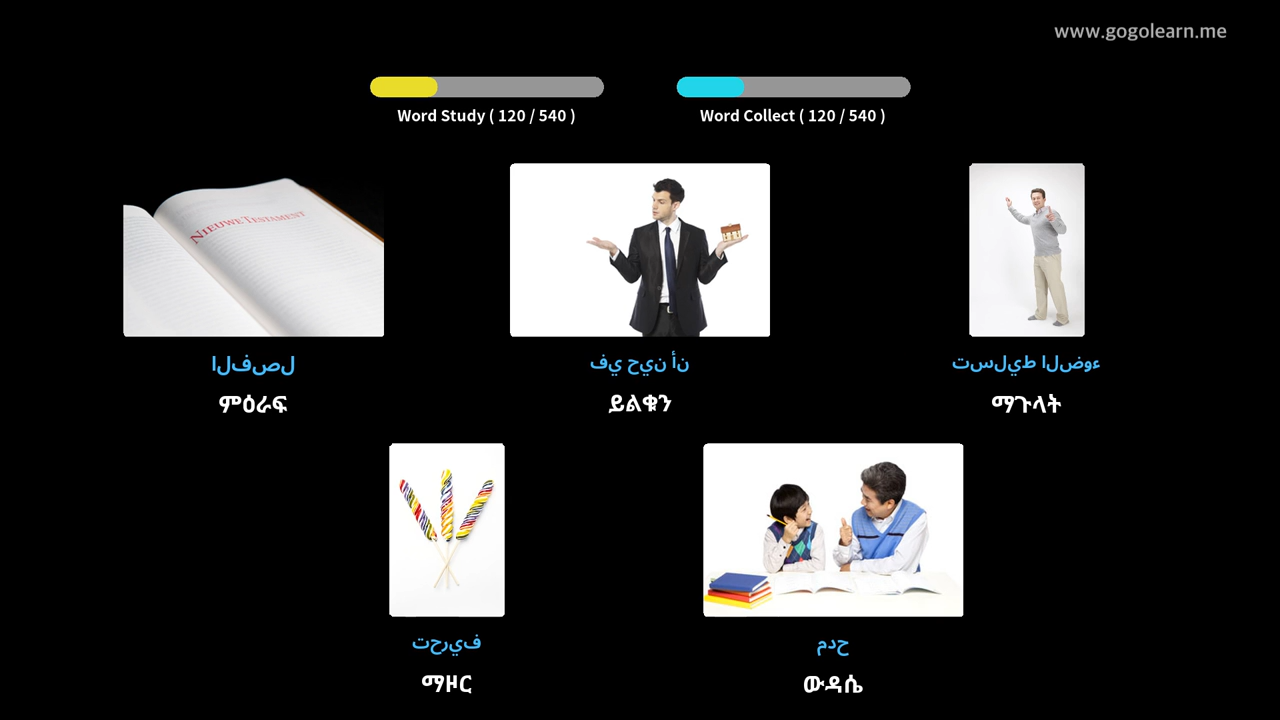 www.gogolearn.me
Word Study ( 120 / 540 )
Word Collect ( 120 / 540 )
NIEUWE TESTAMENT
الفصل
في حين أن
تسليط الضوء
ምዕራፍ
ይልቁን
ማጉላት
تحريف
مدح
ማዞር
ውዳሴ